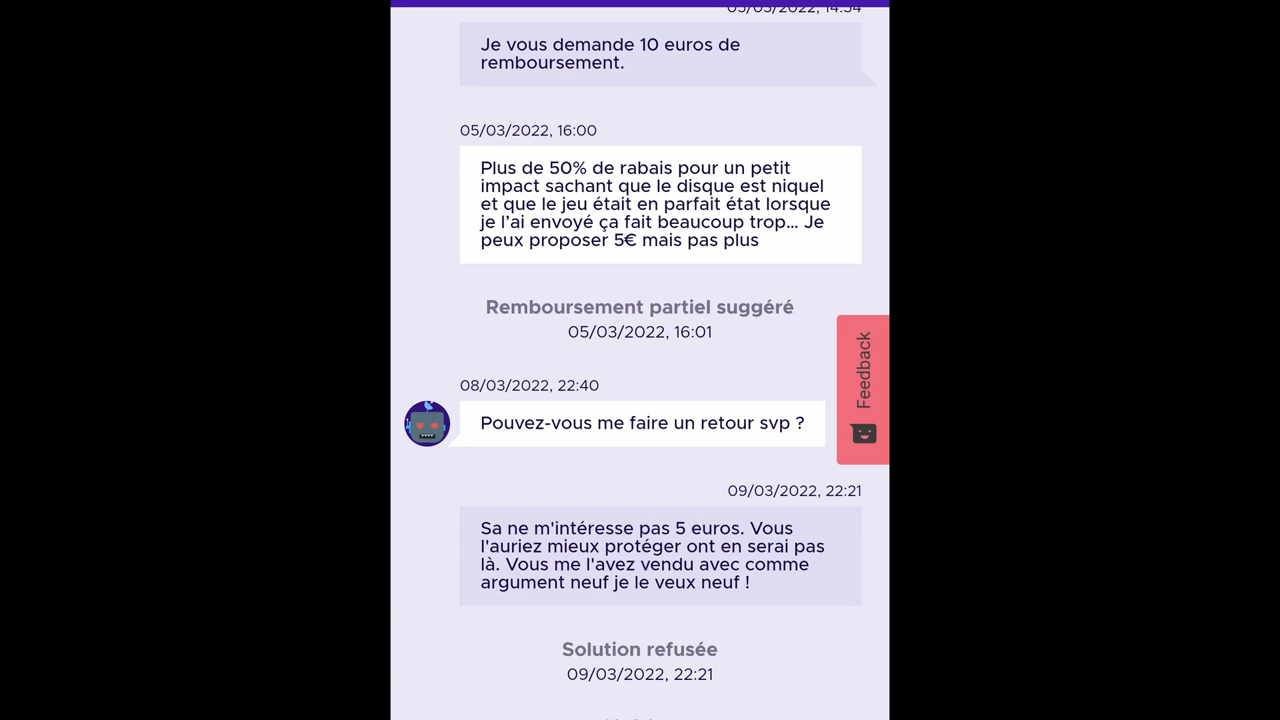 05/03/2022, 14:54
Je vous demande 10 euros de
remboursement.
05/03/2022, 16:00
Plus de 50% de rabais pour un petit
impact sachant que le disque est niquel
et que le jeu était en parfait état lorsque
je l'ai envoyé ça fait beaucoup trop... Je
peux proposer 5€ mais pas plus
Remboursement partiel suggéré
05/03/2022, 16:01
Feedback
08/03/2022, 22:40
Pouvez-vous me faire un retour svp ?
09/03/2022, 22:21
Sa ne m'intéresse pas 5 euros. Vous
l'auriez mieux protéger ont en serai pas
là. Vous me l'avez vendu avec comme
argument neuf je le veux neuf !
Solution refusée
09/03/2022, 22:21